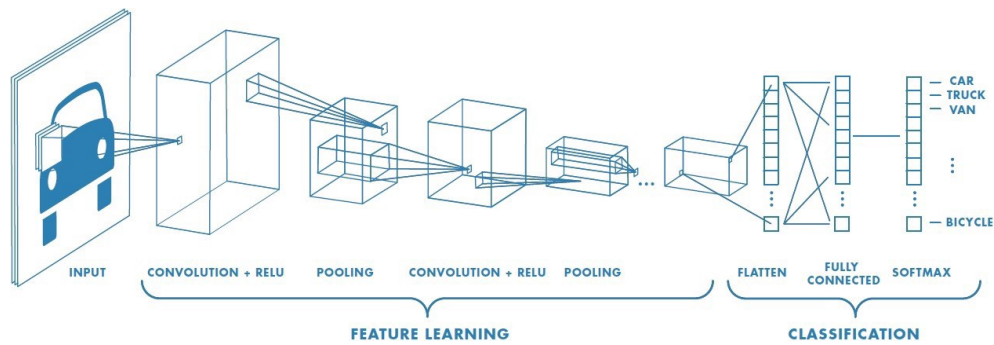 CAR
TRUCK
VAN
BICYCLE
INPUT
CONVOLUTION + RELU
POOLING
CONVOLUTION + RELU
POOLING
FLATTEN
FULLY
CONNECTED
SOFTMAX
FEATURE LEARNING
CLASSIFICATION